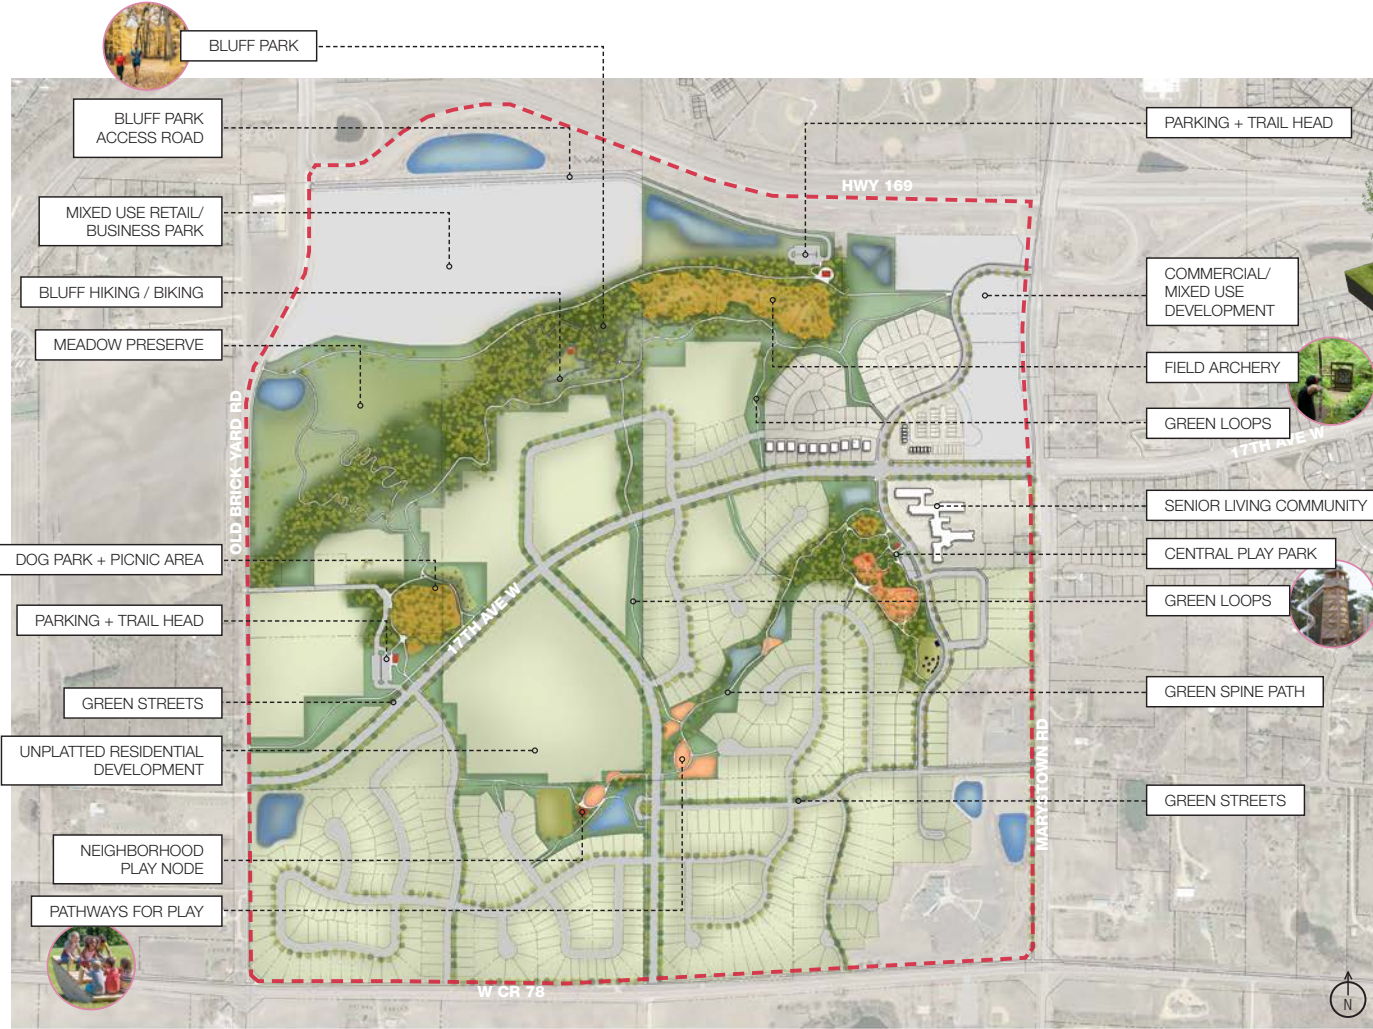 BLUFF PARK
BLUFF PARK
ACCESS ROAD
MIXED USE RETAIL/
BUSINESS PARK
BLUFF HIKING / BIKING
MEADOW PRESERVE
DOG PARK + PICNIC AREA
PARKING + TRAIL HEAD
GREEN STREETS
UNPLATTED RESIDENTIAL
DEVELOPMENT
NEIGHBORHOOD
PLAY NODE
PATHWAYS FOR PLAY
OLD BRICK YARD RD
HWY 169
17TH AVE W
17TH AVE W
MARYSTOWN RD
W CR 78
PARKING + TRAIL HEAD
COMMERCIAL/
MIXED USE
DEVELOPMENT
FIELD ARCHERY
GREEN LOOPS
SENIOR LIVING COMMUNITY
CENTRAL PLAY PARK
GREEN LOOPS
GREEN SPINE PATH
GREEN STREETS
N